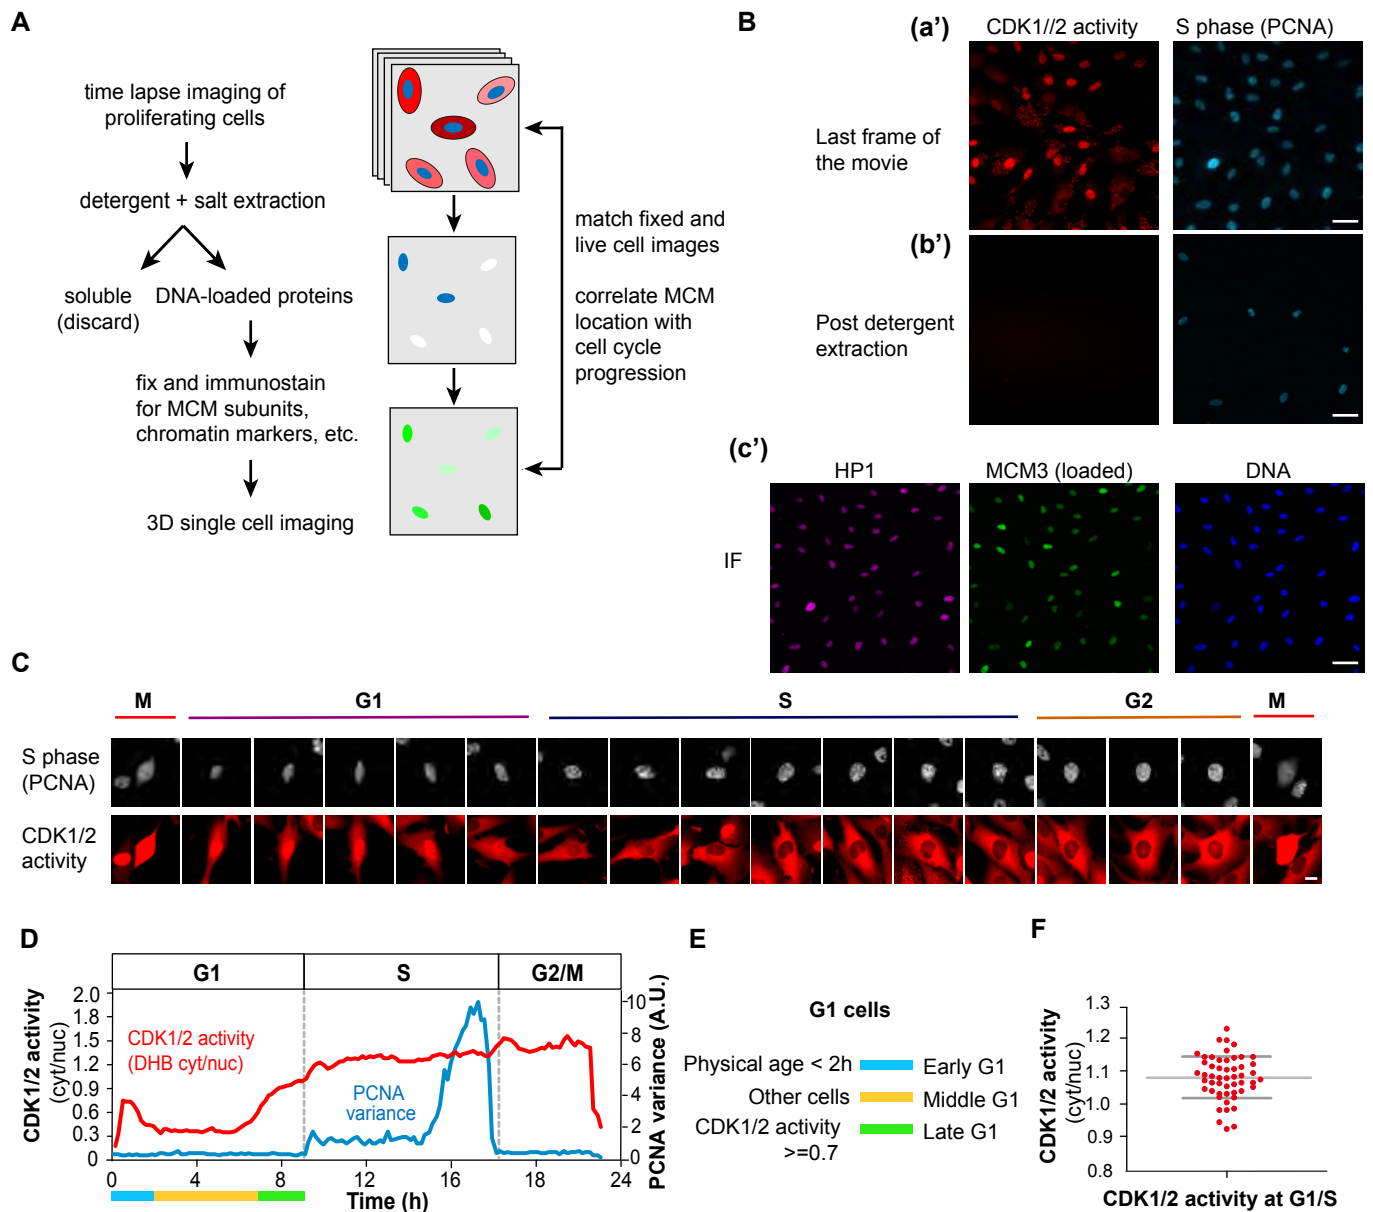 A
time lapse imaging of
proliferating cells
detergent + salt extraction
soluble
(discard)
DNA-loaded proteins
fix and immunostain
for MCM subunits,
chromatin markers, etc.
3D single cell imaging
match fixed and
live cell images
correlate MCM
location with
cell cycle
progression
B
(a’)
CDK1//2 activity
S phase (PCNA)
Last frame of
the movie
(b’)
Post detergent
extraction
(c’)
HP1
MCM3 (loaded)
DNA
IF
C
M
G1
S
G2
M
S phase
(PCNA)
CDK1/2
activity
D
G1
S
G2/M
CDK1/2 activity
(cyt/nuc)
2.0
1.8
1.5
1.2
0.9
0.6
0.3
0
CDK1/2 activity
(DHB cyt/nuc)
PCNA
variance
10
8
6
4
2
0
PCNA variance (A.U.)
0
4
8
12
16
18
20
24
Time (h)
E
G1 cells
Physical age < 2h
Early G1
Other cells
Middle G1
CDK1/2 activity
>=0.7
Late G1
F
CDK1/2 activity
(cyt/nuc)
1.3
1.2
1.1
1.0
0.9
0.8
CDK1/2 activity at G1/S